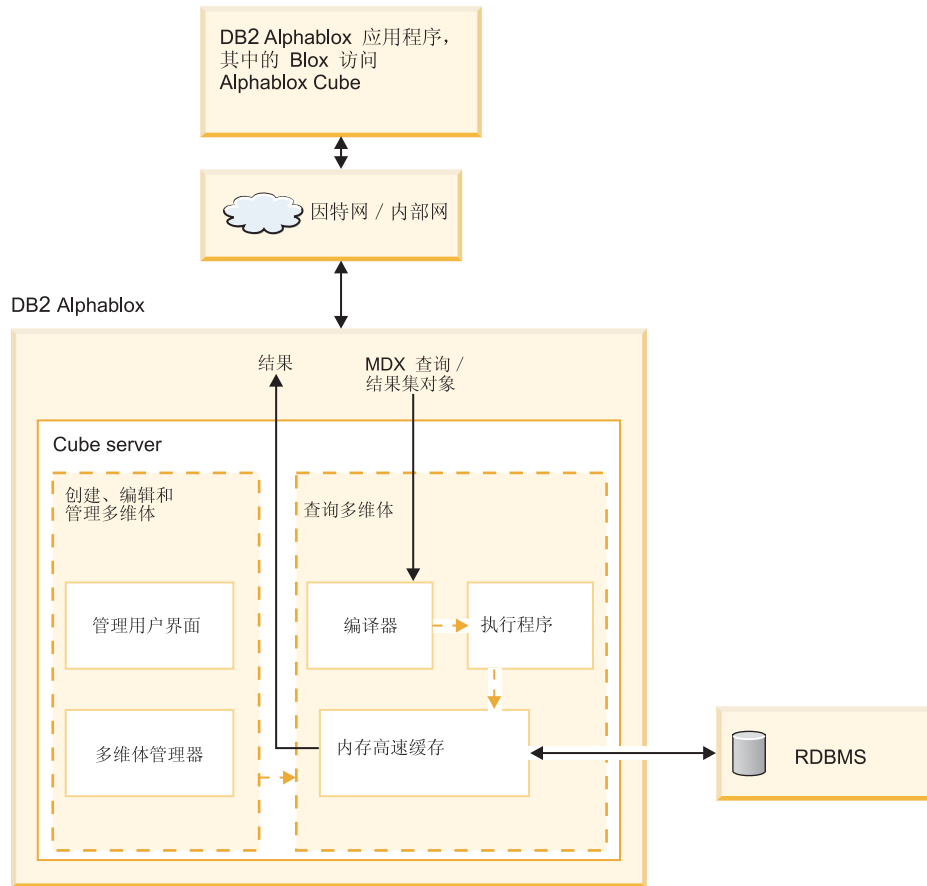 DB2 Alphablox 应用程序，
其中的 Blox 访问
Alphablox Cube
因特网 / 内部网
DB2 Alphablox
结果
MDX 查询 /
结果集对象
Cube server
创建、编辑和
管理多维体
查询多维体
管理用户界面
编译器
执行程序
多维体管理器
内存高速缓存
RDBMS